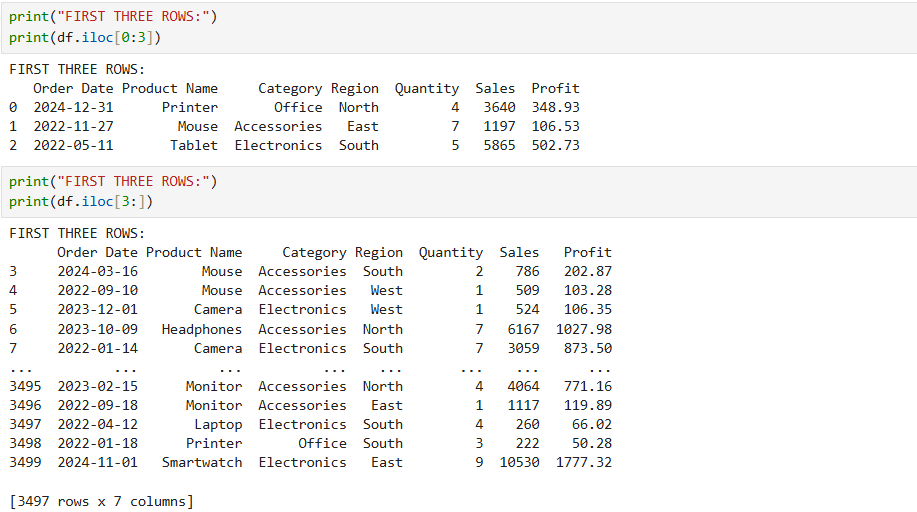 print("FIRST THREE ROWS:")
print(df.iloc[0:3])
FIRST THREE ROWS:
   Order Date Product Name     Category Region  Quantity  Sales  Profit
0  2024-12-31      Printer       Office  North         4   3640  348.93
1  2022-11-27        Mouse  Accessories   East         7   1197  106.53
2  2022-05-11       Tablet  Electronics  South         5   5865  502.73
print("FIRST THREE ROWS:")
print(df.iloc[3:])
FIRST THREE ROWS:
      Order Date Product Name     Category Region  Quantity  Sales   Profit
3     2024-03-16        Mouse  Accessories  South         2    786   202.87
4     2022-09-10        Mouse  Accessories   West         1    509   103.28
5     2023-12-01       Camera  Electronics   West         1    524   106.35
6     2023-10-09   Headphones  Accessories  North         7   6167  1027.98
7     2022-01-14       Camera  Electronics  South         7   3059   873.50
...          ...          ...          ...    ...       ...    ...      ...
3495  2023-02-15      Monitor  Accessories  North         4   4064   771.16
3496  2022-09-18      Monitor  Accessories   East         1   1117   119.89
3497  2022-04-12       Laptop  Electronics  South         4    260    66.02
3498  2022-01-18      Printer       Office  South         3    222    50.28
3499  2024-11-01   Smartwatch  Electronics   East         9  10530  1777.32
[3497 rows x 7 columns]